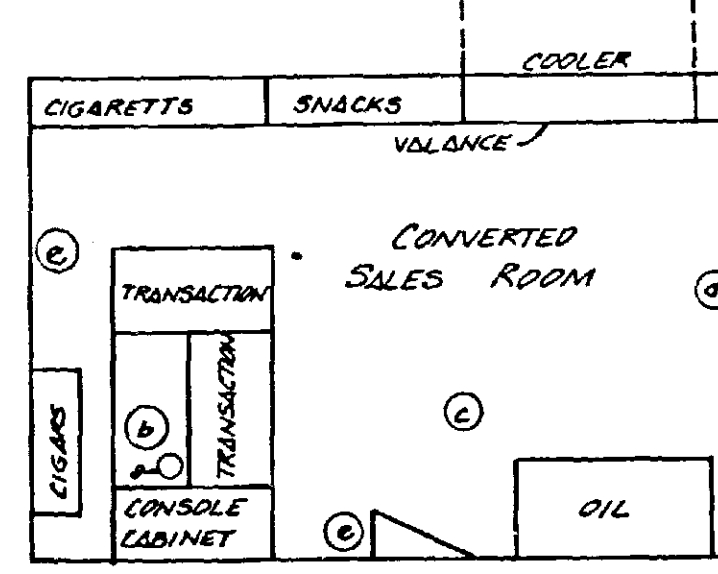 COOLER
CIGARETTS
SNACKS
VALANCE
CONVERTED
SALES ROOM
e
TRANSACTION
TRANSACTION
c
CIGARS
b
CONSOLE
CABINET
e
OIL